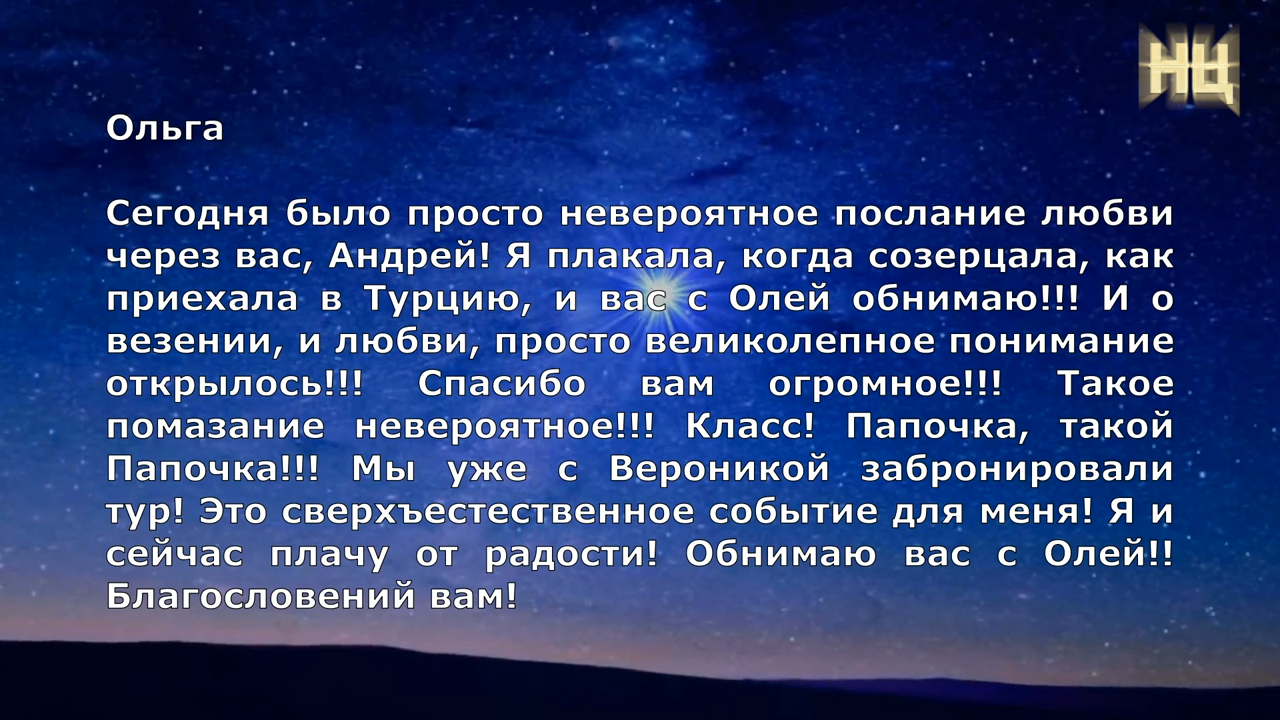 НЦ
Ольга
Сегодня было просто невероятное послание любви
через вас, Андрей! Я плакала, когда созерцала, как
приехала в Турцию, и вас с Олей обнимаю!!! И о
везении, и любви, просто великолепное понимание
открылось!!! Спасибо вам огромное!!! Такое
помазание невероятное!!! Класс! Папочка, такой
Папочка!!! Мы уже с Вероникой забронировали
тур! Это сверхъестественное событие для меня! Я и
сейчас плачу от радости! Обнимаю вас с Олей!!
Благословений вам!